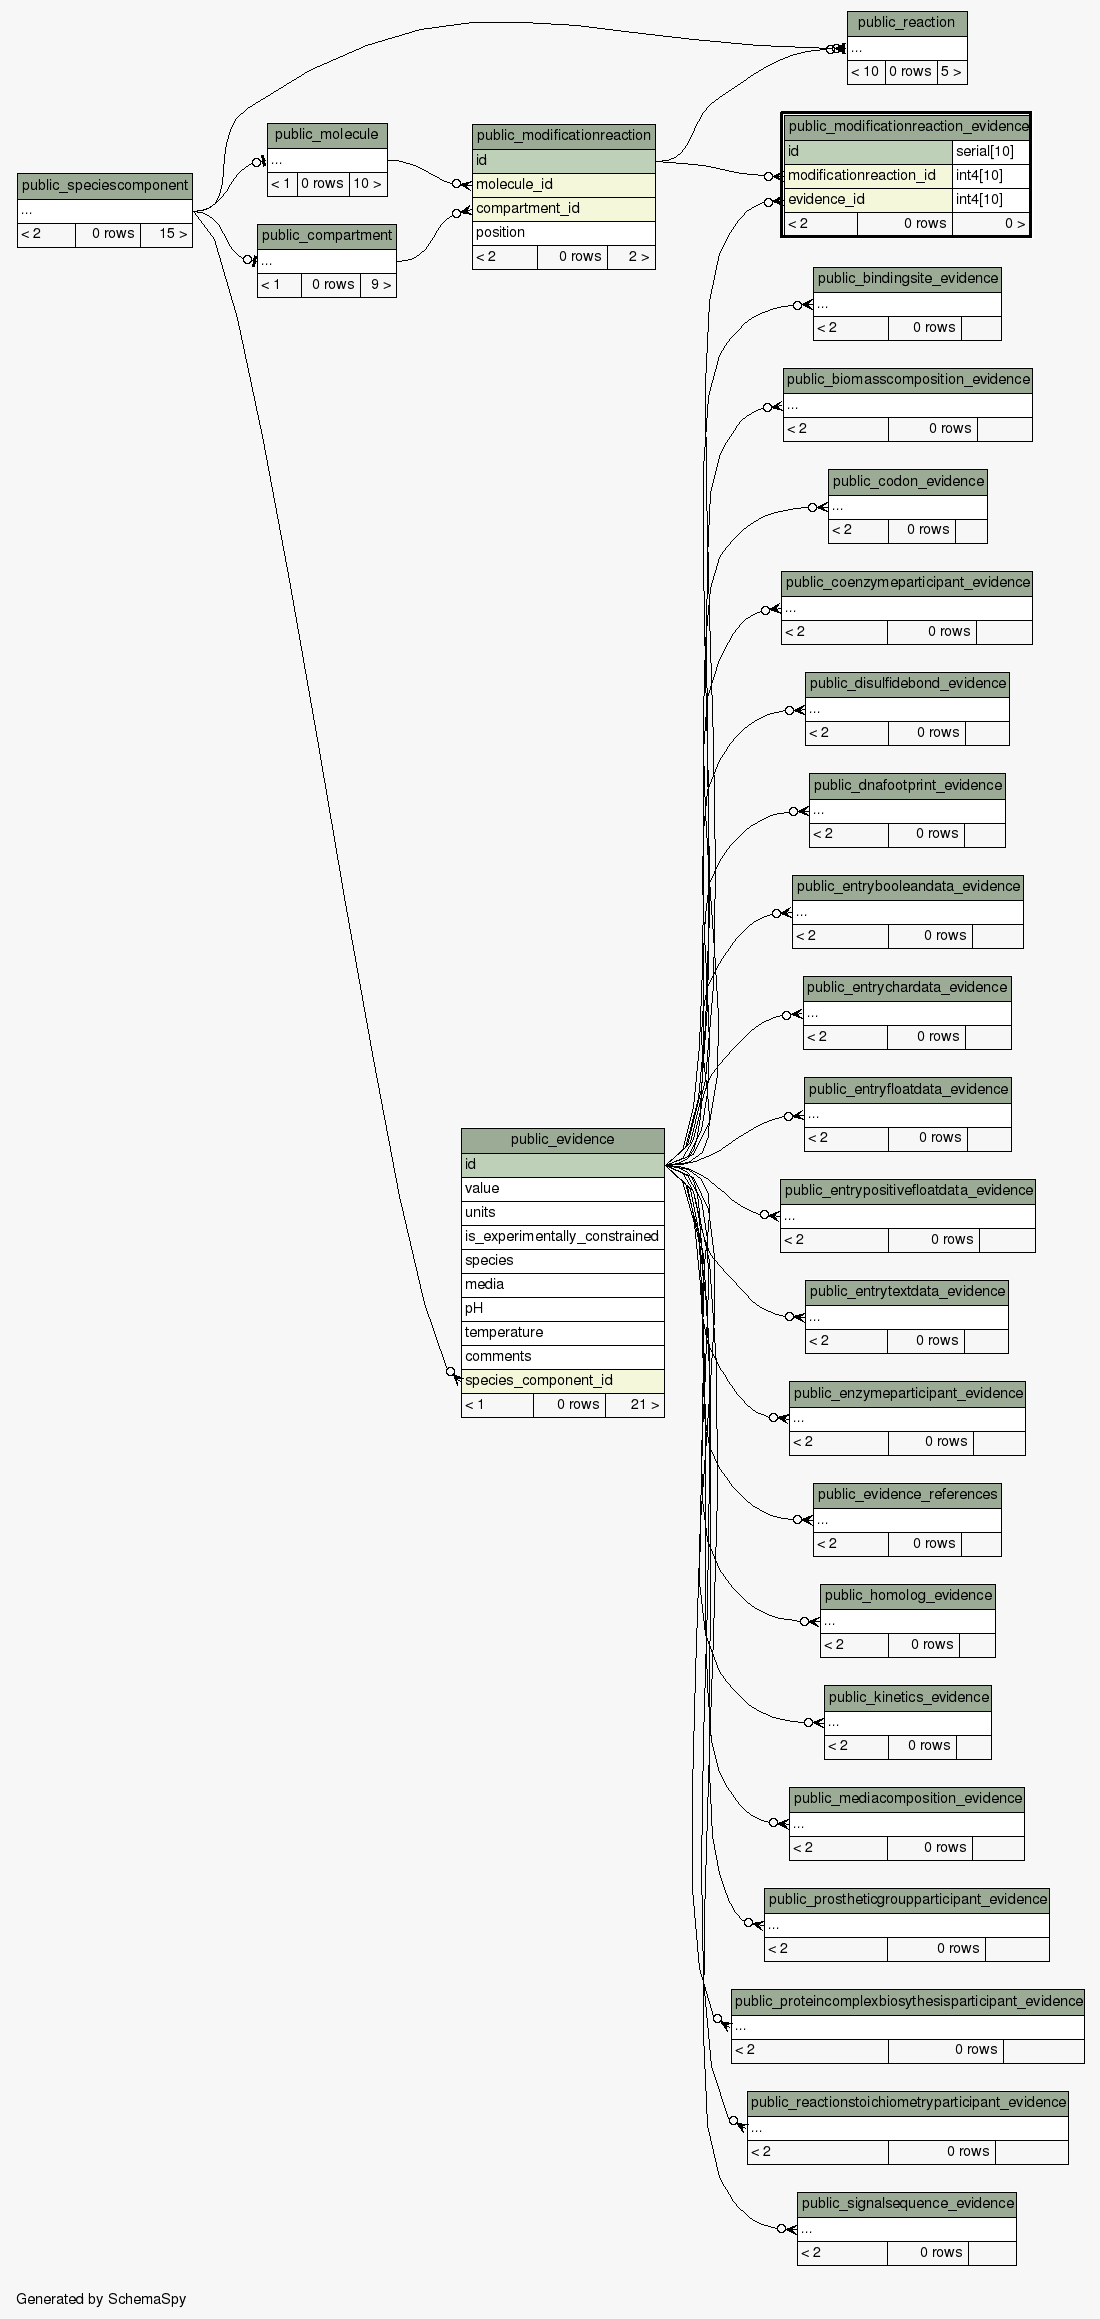 public_reaction
...
< 10 0 rows 5 >
public_molecule
...
< 1 0 rows 10 >
public_modificationreaction
id
molecule_id
compartment_id
position
< 2 0 rows 2 >
public_modificationreaction_evidence
id serial[10]
modificationreaction_id int4[10]
evidence_id int4[10]
< 2 0 rows 0 >
public_speciescomponent
...
< 2 0 rows 15 >
public_compartment
...
< 1 0 rows 9 >
public_bindingsite_evidence
...
< 2 0 rows
public_biomasscomposition_evidence
...
< 2 0 rows
public_codon_evidence
...
< 2 0 rows
public_coenzymeparticipant_evidence
...
< 2 0 rows
public_disulfidebond_evidence
...
< 2 0 rows
public_dnafootprint_evidence
...
< 2 0 rows
public_entrybooleandata_evidence
...
< 2 0 rows
public_entrychardata_evidence
...
< 2 0 rows
public_entryfloatdata_evidence
...
< 2 0 rows
public_evidence
id
value
units
is_experimentally_constrained
species
media
pH
temperature
comments
species_component_id
< 1 0 rows 21 >
public_entrypositivefloatdata_evidence
...
< 2 0 rows
public_entrytextdata_evidence
...
< 2 0 rows
public_enzymeparticipant_evidence
...
< 2 0 rows
public_evidence_references
...
< 2 0 rows
public_homolog_evidence
...
< 2 0 rows
public_kinetics_evidence
...
< 2 0 rows
public_mediacomposition_evidence
...
< 2 0 rows
public_prostheticgroupparticipant_evidence
...
< 2 0 rows
public_proteincomplexbiosythesisparticipant_evidence
...
< 2 0 rows
public_reactionstoichiometryparticipant_evidence
...
< 2 0 rows
public_signalsequence_evidence
...
< 2 0 rows
Generated by SchemaSpy